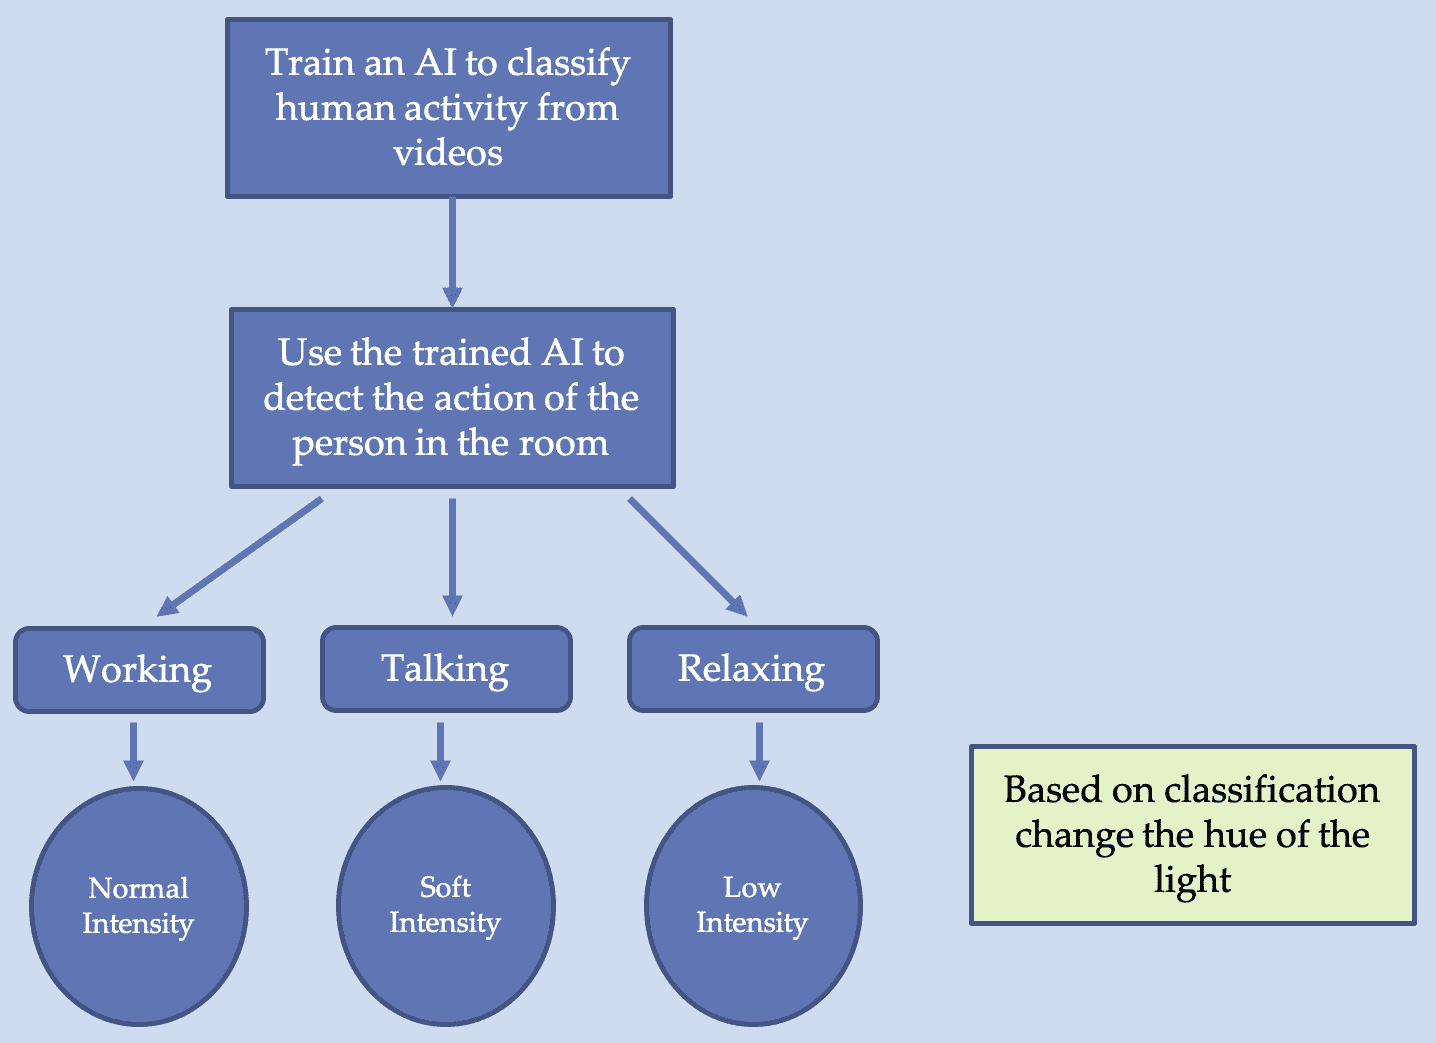 Train an AI to classify
human activity from
videos
Use the trained AI to
detect the action of the
person in the room
Working
Talking
Relaxing
Normal
Intensity
Soft
Intensity
Low
Intensity
Based on classification
change the hue of the
light